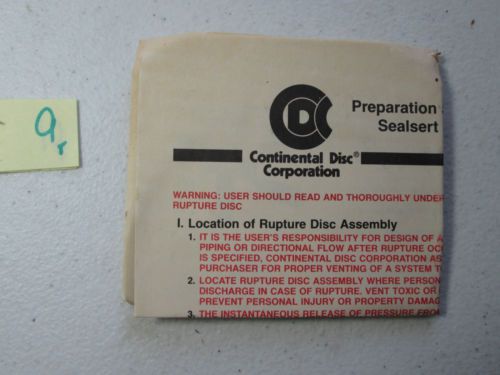 9r
CDC
Preparation
Sealsert
Continental Disc®
Corporation
WARNING: USER SHOULD READ AND THOROUGHLY UNDER
RUPTURE DISC
I. Location of Rupture Disc Assembly
1. IT IS THE USER'S RESPONSIBILITY FOR DESIGN OF A
PIPING OR DIRECTIONAL FLOW AFTER RUPTURE OC
IS SPECIFIED, CONTINENTAL DISC CORPORATION AS
PURCHASER FOR PROPER VENTING OF A SYSTEM T
2. LOCATE RUPTURE DISC ASSEMBLY WHERE PERSON
DISCHARGE IN CASE OF RUPTURE. VENT TOXIC OR
PREVENT PERSONAL INJURY OR PROPERTY DAMAG
3. THE INSTANTANEOUS RELEASE OF PRESSURE FROM